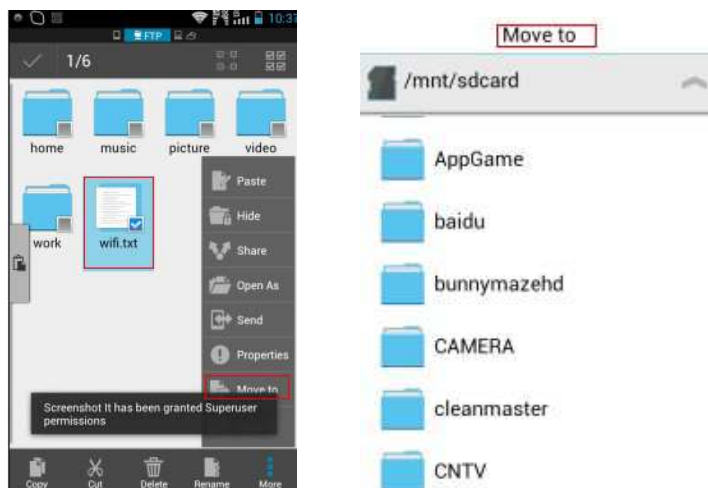 10:37
FTP
1/6
home
music
picture
video
Paste
work
wifi.txt
Hide
Share
Open As
Send
Properties
Move to
Screenshot It has been granted Superuser
permissions
Copy
Cut
Delete
Rename
More
Move to
/mnt/sdcard
AppGame
baidu
bunnymazehd
CAMERA
cleanmaster
CNTV